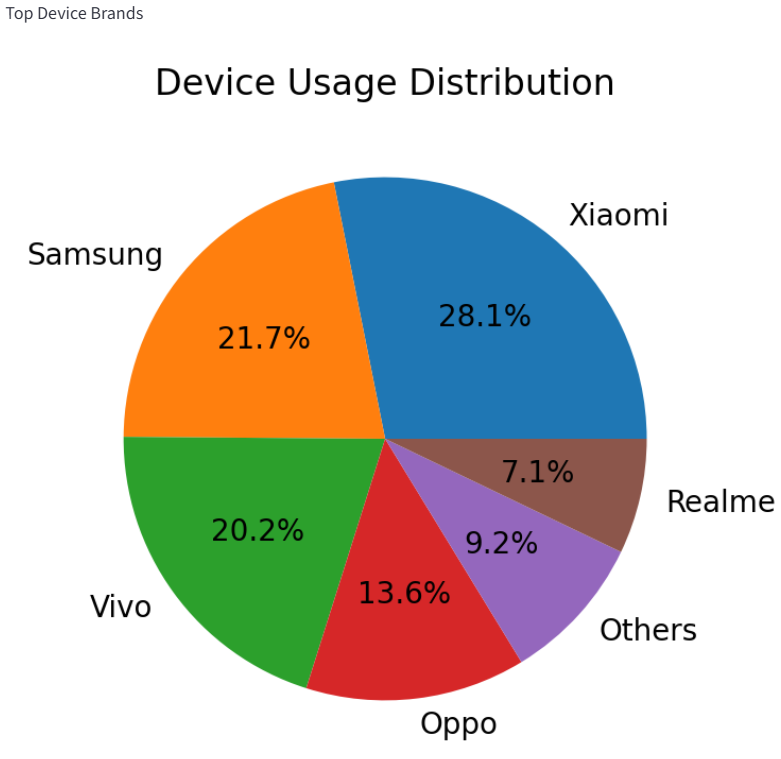 Top Device Brands
Device Usage Distribution
Xiaomi
Samsung
28.1%
21.7%
7.1%
Realme
20.2%
9.2%
13.6%
Vivo
Others
Oppo